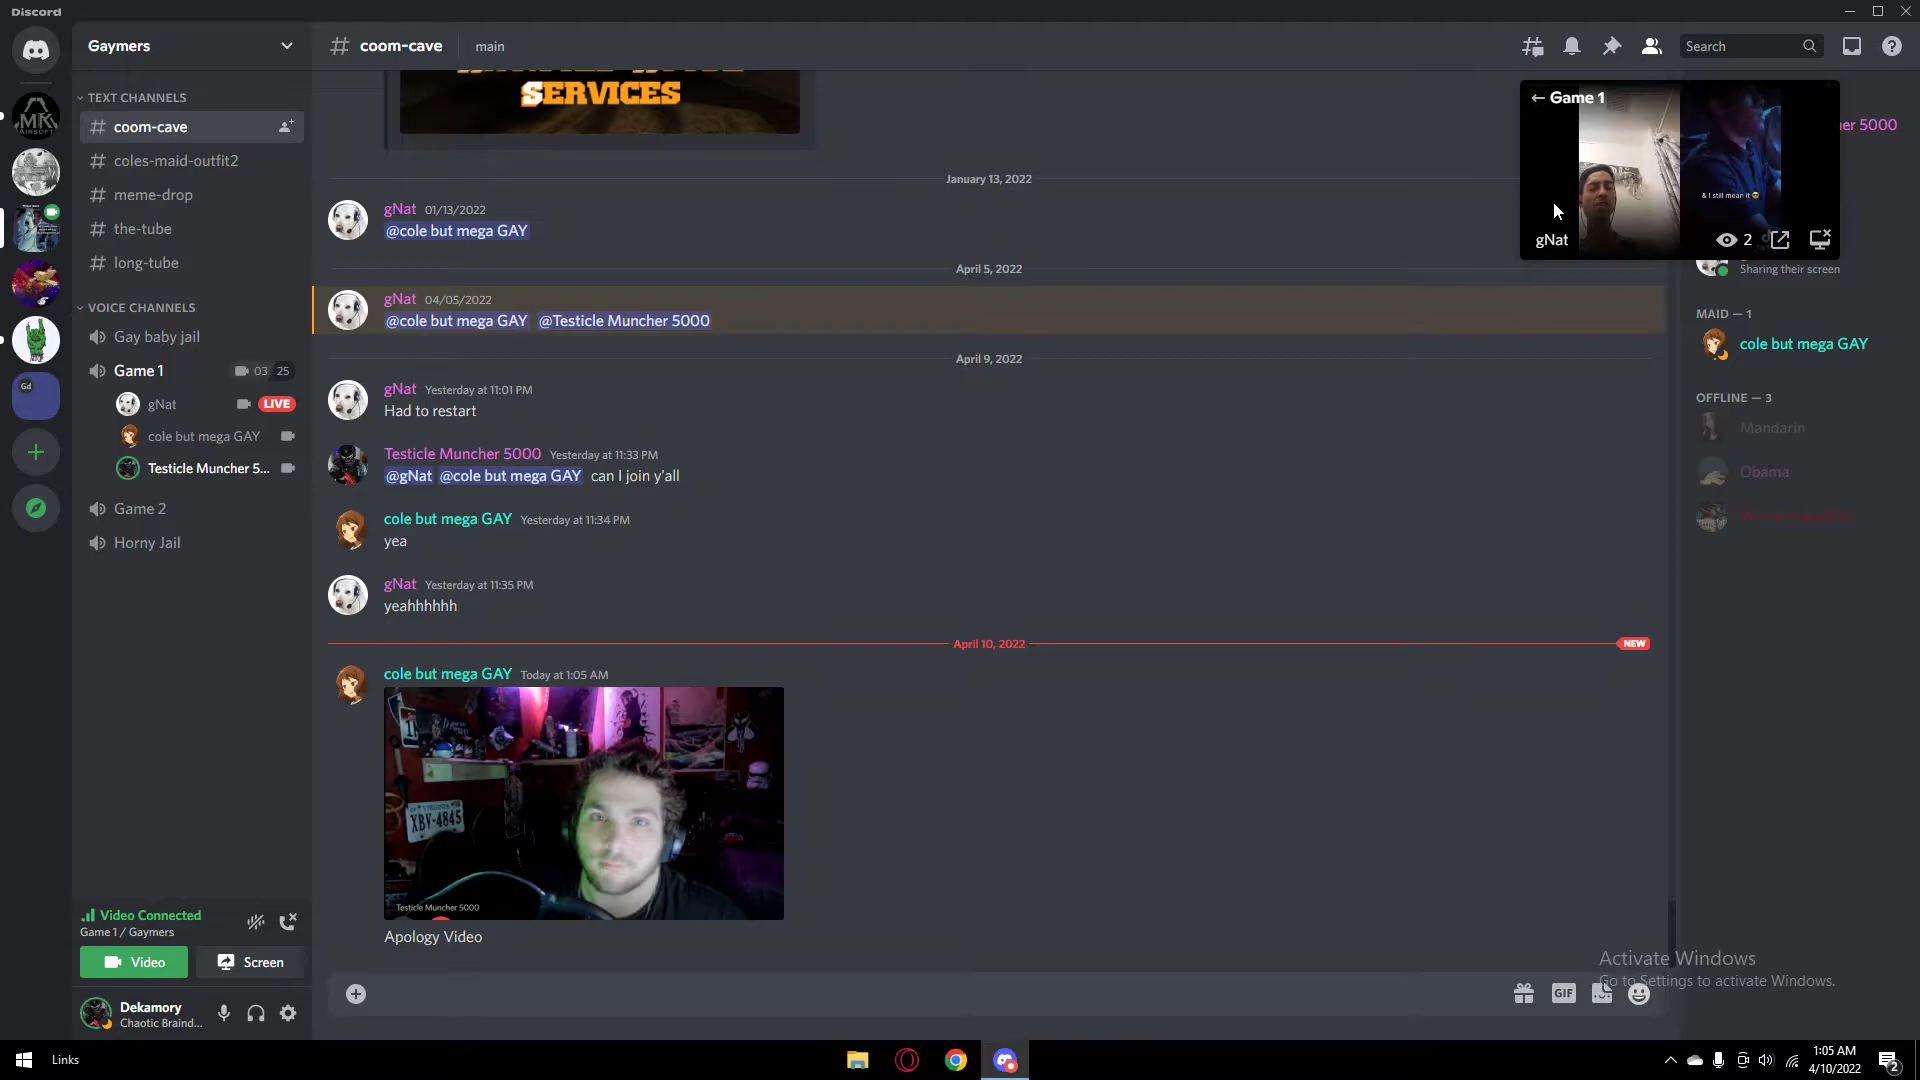 Discord
Gaymers
coom-cave
main
Search
TEXT CHANNELS
coom-cave
coles-maid-outfit2
meme-drop
the-tube
long-tube
VOICE CHANNELS
Gay baby jail
Game 1
03 25
gNat
LIVE
cole but mega GAY
Testicle Muncher 5...
Game 2
Horny Jail
Video Connected
Game 1 / Gaymers
Video
Screen
Dekamory
Chaotic Braind...
MK
AIRSOFT
Gd
SERVICES
January 13, 2022
gNat 01/13/2022
@cole but mega GAY
April 5, 2022
gNat 04/05/2022
@cole but mega GAY @Testicle Muncher 5000
April 9, 2022
gNat Yesterday at 11:01 PM
Had to restart
Testicle Muncher 5000 Yesterday at 11:33 PM
@gNat @cole but mega GAY can I join y'all
cole but mega GAY Yesterday at 11:34 PM
yea
gNat Yesterday at 11:35 PM
yeahhhhhh
April 10, 2022
NEW
cole but mega GAY Today at 1:05 AM
VIRGINIA
XBV-4845
Testicle Muncher 5000
Apology Video
GIF
← Game 1
& I still mean it 😎
gNat
2
er 5000
Sharing their screen
MAID — 1
cole but mega GAY
OFFLINE — 3
Mandarin
Obama
Activate Windows
Go to Settings to activate Windows.
Links
1:05 AM
4/10/2022
2